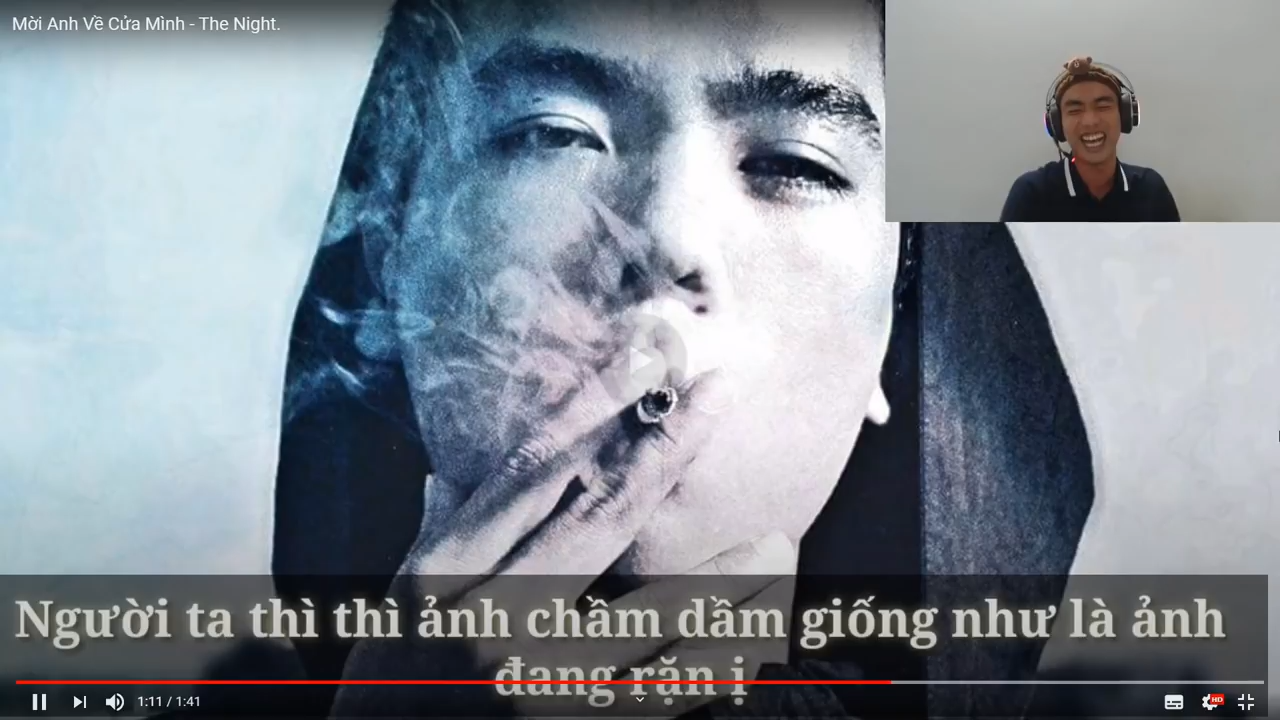 Mời Anh Về Cửa Mình - The Night.
Người ta thì thì ảnh chầm dầm giống như là ảnh
đang rặn ị
1:11 / 1:41
HD